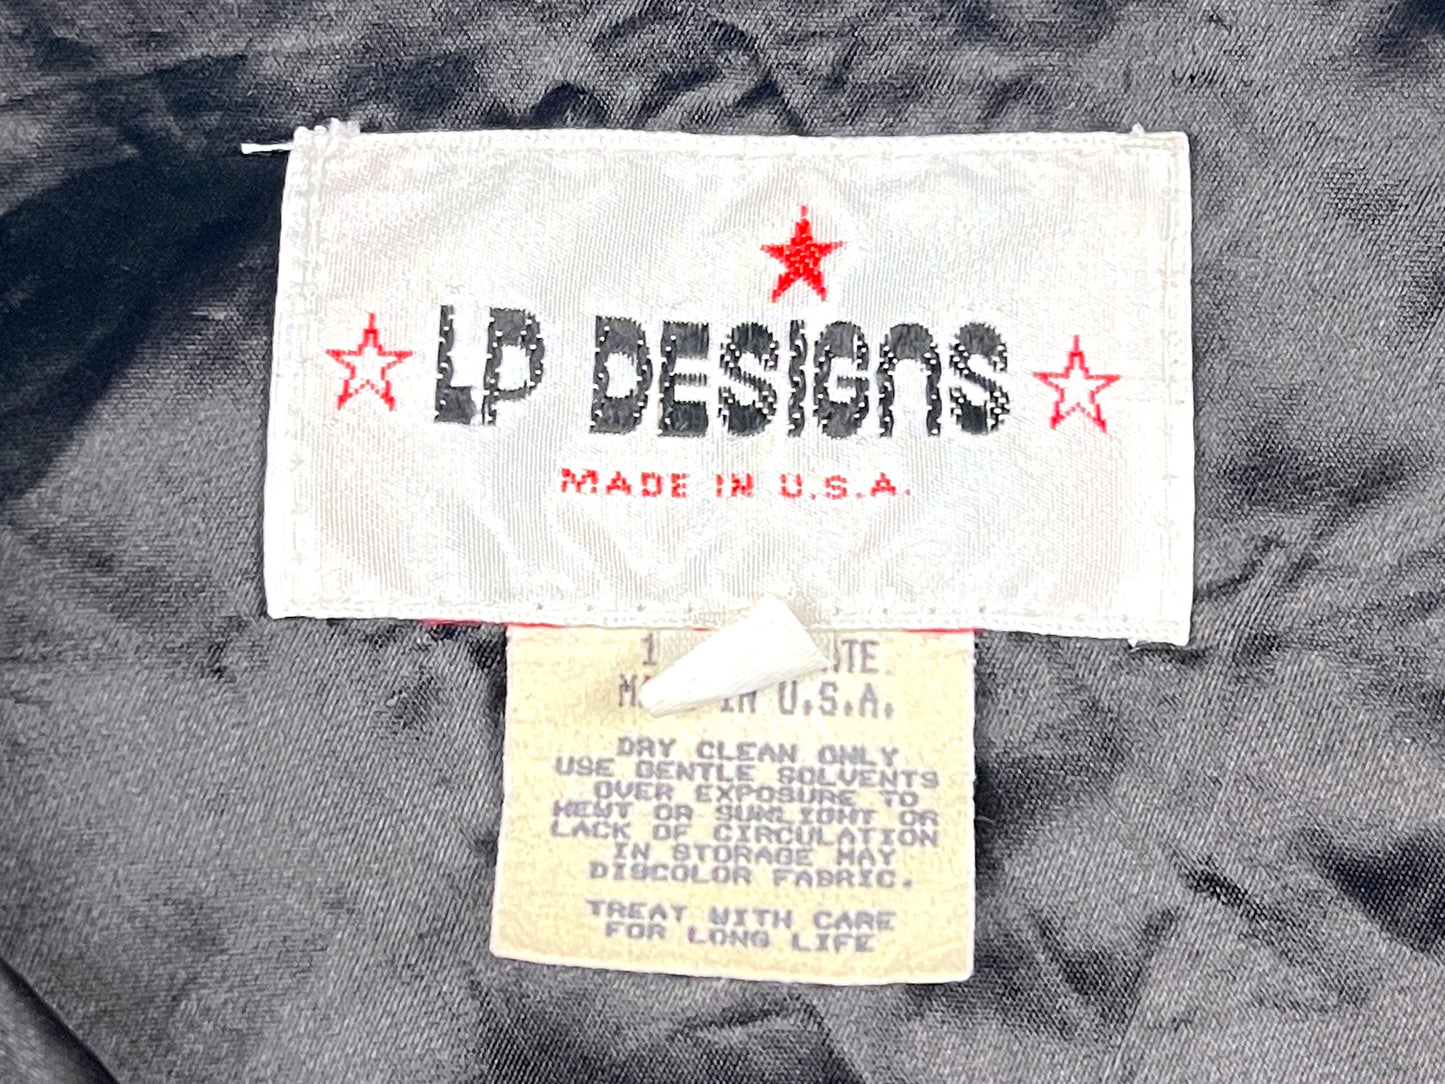 LP DESIGNS
MADE IN U.S.A.
IN U.S.A.
DRY CLEAN ONLY
USE GENTLE SOLVENTS
OVER EXPOSURE TO
HEAT OR SUNLIGHT OR
LACK OF CIRCULATION
IN STORAGE MAY
DISCOLOR FABRIC.
TREAT WITH CARE
FOR LONG LIFE